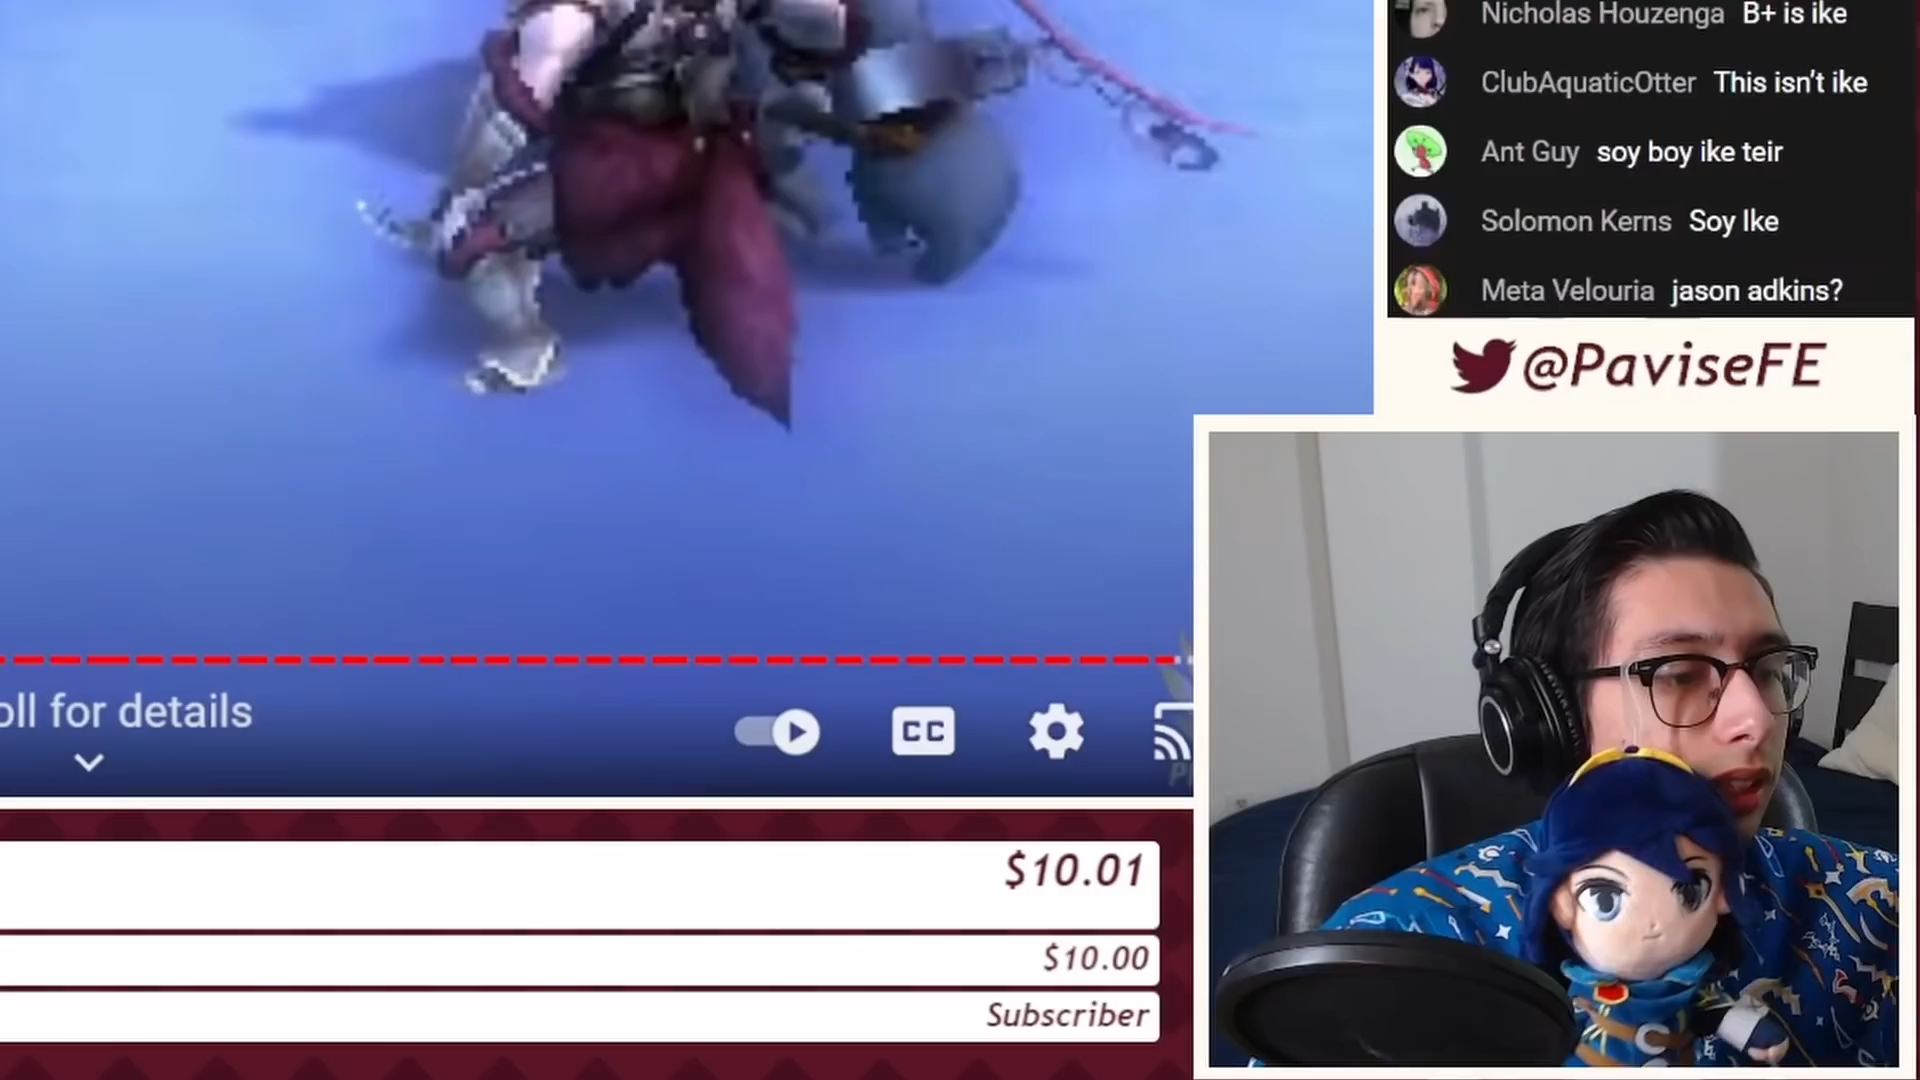 Nicholas Houzenga B+ is ike
ClubAquaticOtter This isn’t ike
Ant Guy soy boy ike teir
Solomon Kerns Soy Ike
Meta Velouria jason adkins?
@PaviseFE
oll for details
CC
$10.01
$10.00
Subscriber